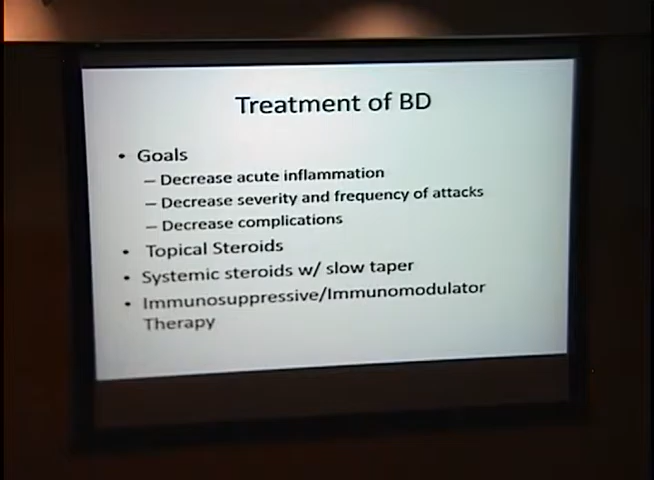 Treatment of BD
• Goals
– Decrease acute inflammation
– Decrease severity and frequency of attacks
– Decrease complications
• Topical Steroids
• Systemic steroids w/ slow taper
• Immunosuppressive/Immunomodulator
Therapy